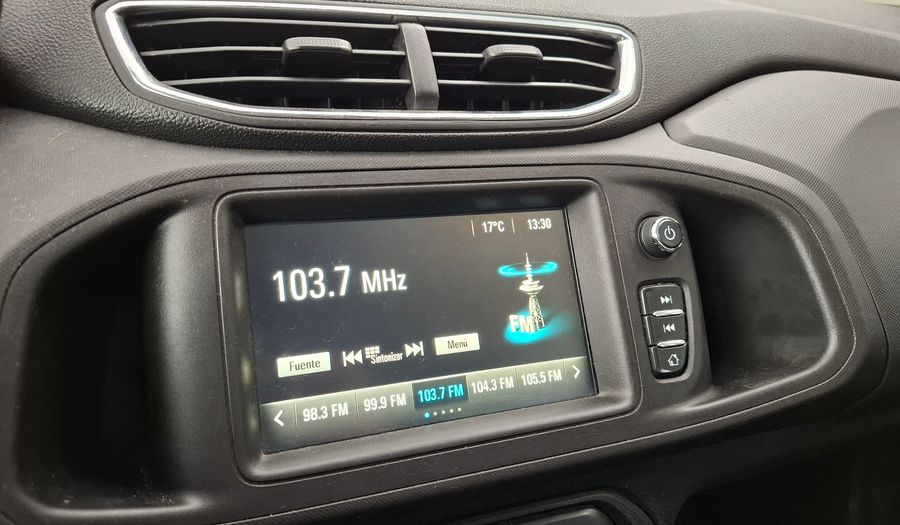 17°C 13:30
103.7 MHz
FM
Fuente Sintonizar Menú
98.3 FM 99.9 FM 103.7 FM 104.3 FM 105.5 FM